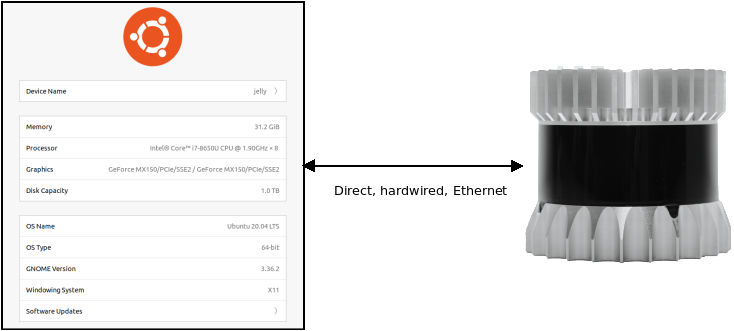 Device Name jelly
Memory 31.2 GiB
Processor Intel® Core™ i7-8650U CPU @ 1.90GHz × 8
Graphics GeForce MX150/PCIe/SSE2 / GeForce MX150/PCIe/SSE2
Disk Capacity 1.0 TB
Direct, hardwired, Ethernet
OS Name Ubuntu 20.04 LTS
OS Type 64-bit
GNOME Version 3.36.2
Windowing System X11
Software Updates